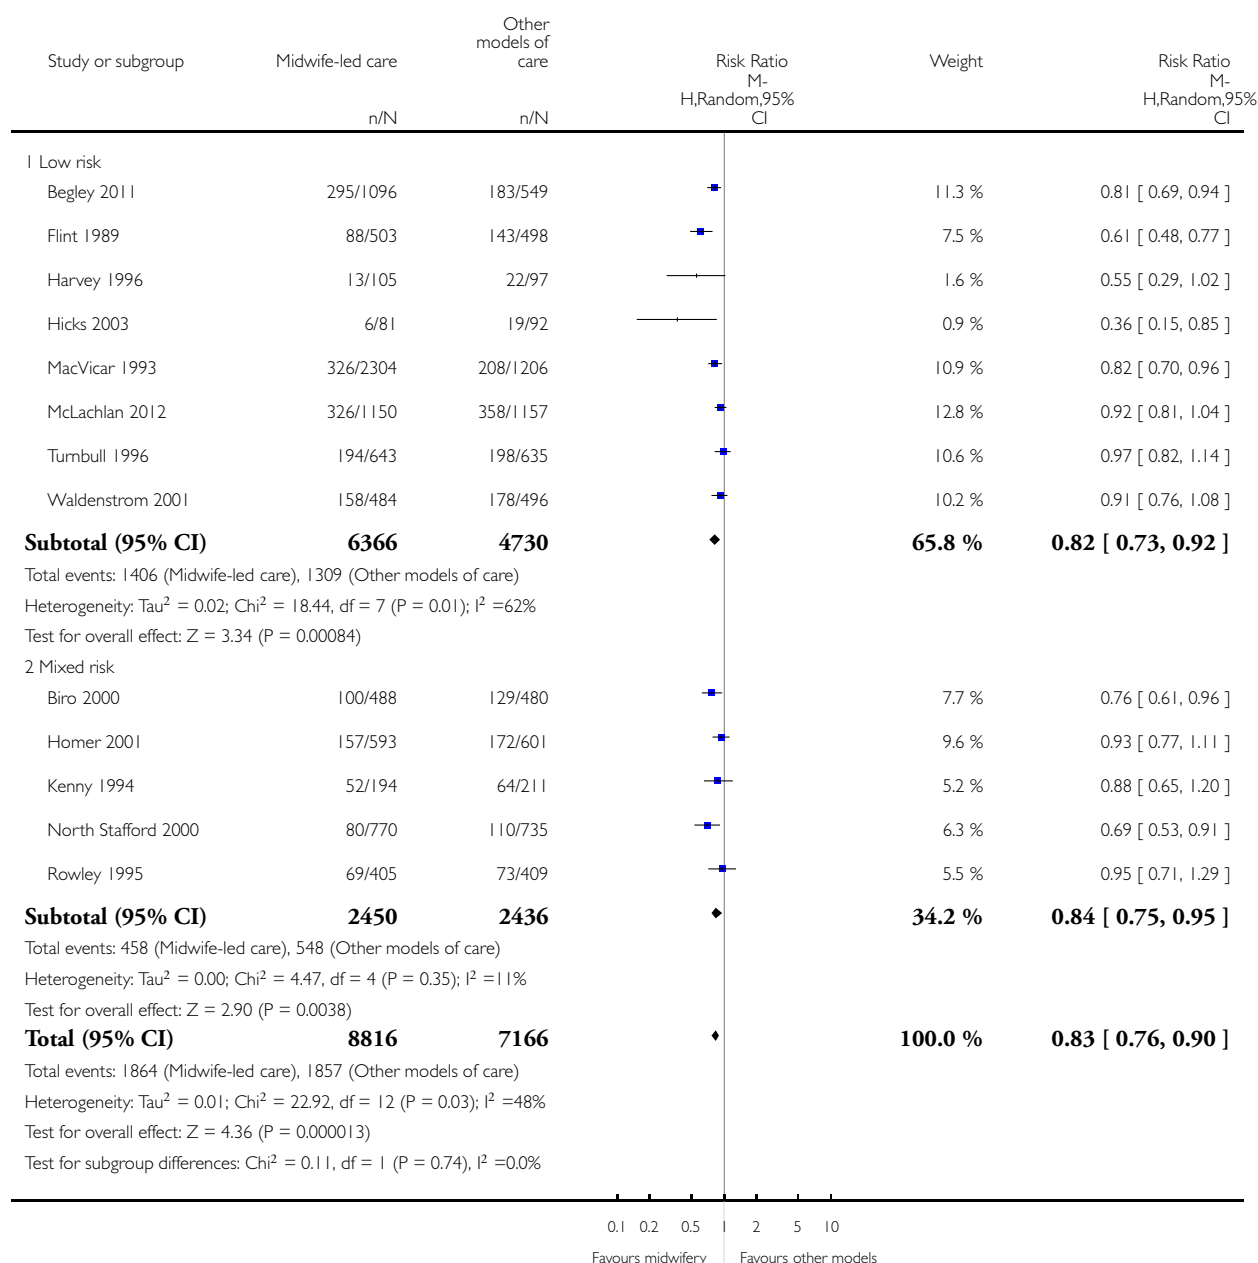 Study or subgroup Midwife-led care Other models of care Risk Ratio Weight Risk Ratio
n/N n/N M-H,Random,95% CI M-H,Random,95% CI
1 Low risk
Begley 2011 295/1096 183/549 11.3 % 0.81 [ 0.69, 0.94 ]
Flint 1989 88/503 143/498 7.5 % 0.61 [ 0.48, 0.77 ]
Harvey 1996 13/105 22/97 1.6 % 0.55 [ 0.29, 1.02 ]
Hicks 2003 6/81 19/92 0.9 % 0.36 [ 0.15, 0.85 ]
MacVicar 1993 326/2304 208/1206 10.9 % 0.82 [ 0.70, 0.96 ]
McLachlan 2012 326/1150 358/1157 12.8 % 0.92 [ 0.81, 1.04 ]
Turnbull 1996 194/643 198/635 10.6 % 0.97 [ 0.82, 1.14 ]
Waldenstrom 2001 158/484 178/496 10.2 % 0.91 [ 0.76, 1.08 ]
Subtotal (95% CI) 6366 4730 65.8 % 0.82 [ 0.73, 0.92 ]
Total events: 1406 (Midwife-led care), 1309 (Other models of care)
Heterogeneity: Tau² = 0.02; Chi² = 18.44, df = 7 (P = 0.01); I² =62%
Test for overall effect: Z = 3.34 (P = 0.00084)
2 Mixed risk
Biro 2000 100/488 129/480 7.7 % 0.76 [ 0.61, 0.96 ]
Homer 2001 157/593 172/601 9.6 % 0.93 [ 0.77, 1.11 ]
Kenny 1994 52/194 64/211 5.2 % 0.88 [ 0.65, 1.20 ]
North Stafford 2000 80/770 110/735 6.3 % 0.69 [ 0.53, 0.91 ]
Rowley 1995 69/405 73/409 5.5 % 0.95 [ 0.71, 1.29 ]
Subtotal (95% CI) 2450 2436 34.2 % 0.84 [ 0.75, 0.95 ]
Total events: 458 (Midwife-led care), 548 (Other models of care)
Heterogeneity: Tau² = 0.00; Chi² = 4.47, df = 4 (P = 0.35); I² =11%
Test for overall effect: Z = 2.90 (P = 0.0038)
Total (95% CI) 8816 7166 100.0 % 0.83 [ 0.76, 0.90 ]
Total events: 1864 (Midwife-led care), 1857 (Other models of care)
Heterogeneity: Tau² = 0.01; Chi² = 22.92, df = 12 (P = 0.03); I² =48%
Test for overall effect: Z = 4.36 (P = 0.000013)
Test for subgroup differences: Chi² = 0.11, df = 1 (P = 0.74), I² =0.0%
0.1 0.2 0.5 1 2 5 10
Favours midwifery Favours other models